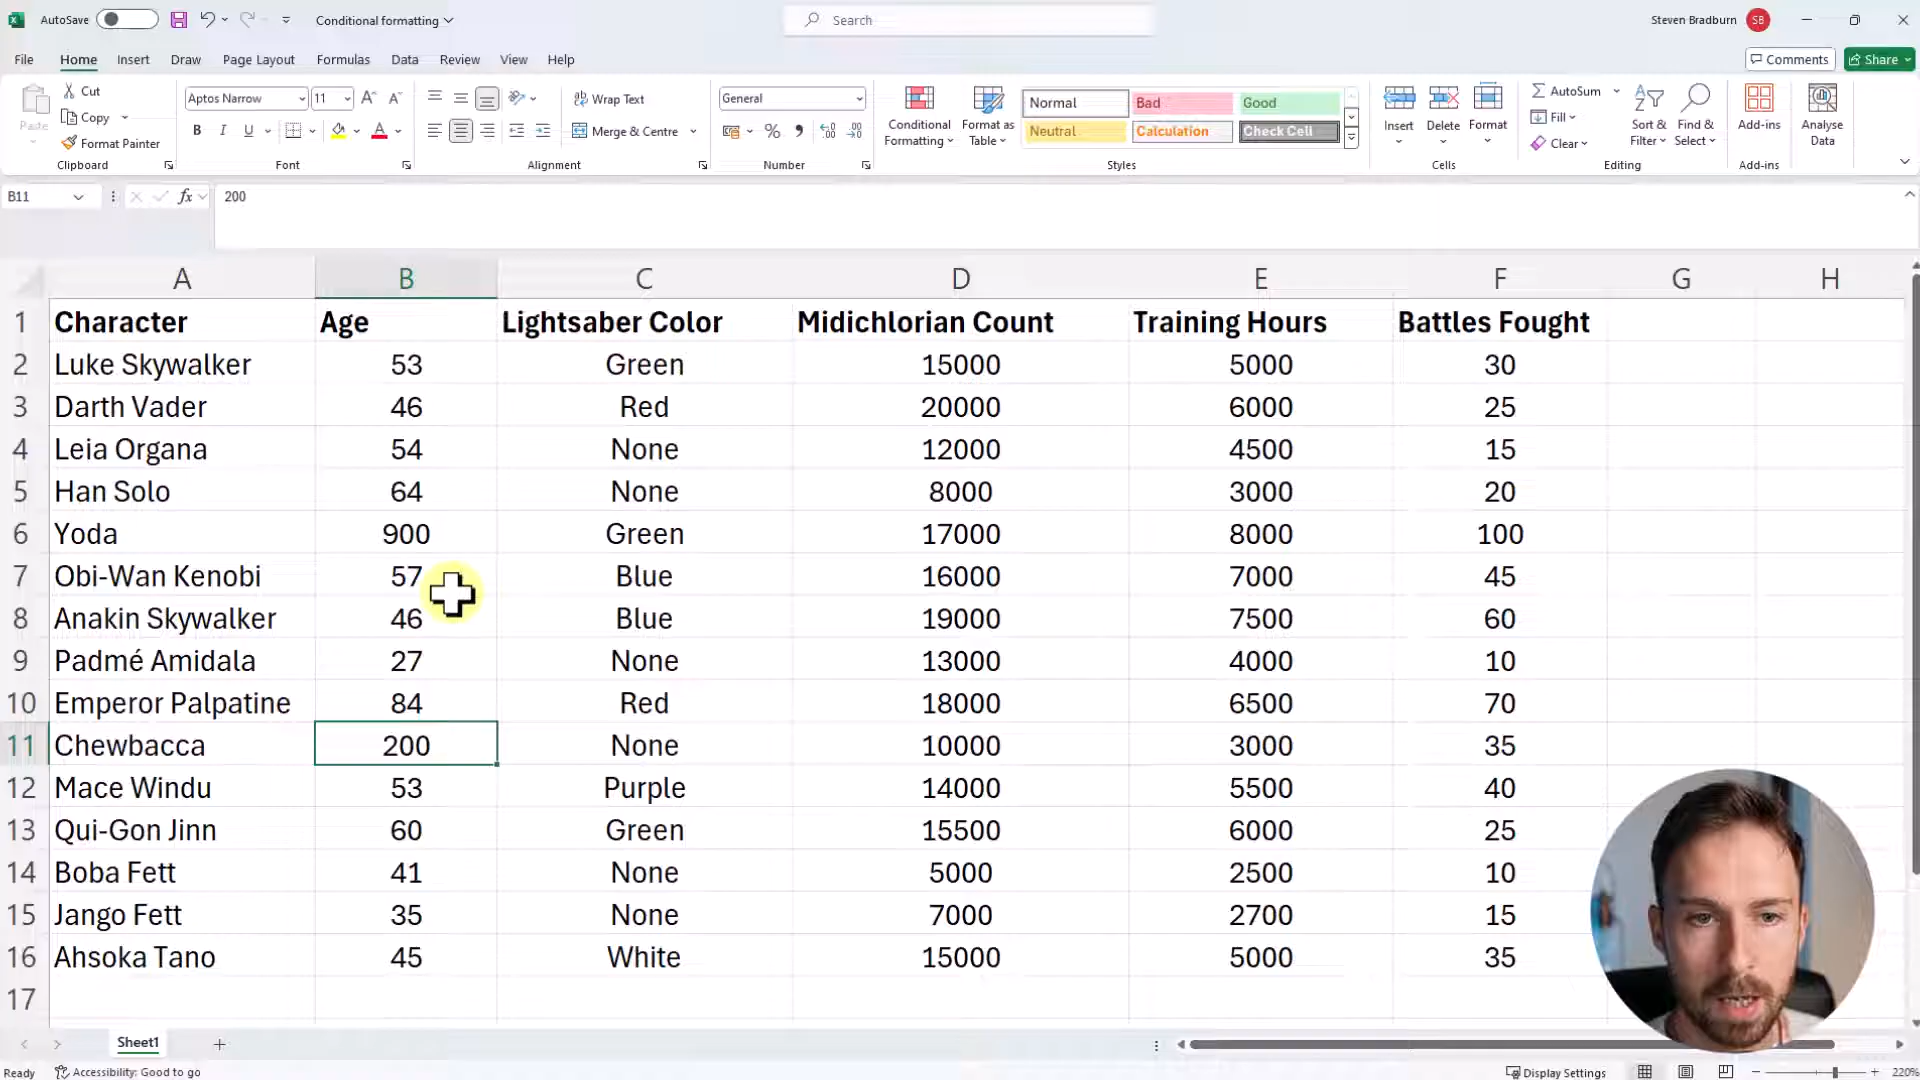 AutoSave
Conditional formatting
Search
Steven Bradburn
SB
File
Home
Insert
Draw
Page Layout
Formulas
Data
Review
View
Help
Comments
Share
Paste
Cut
Copy
Format Painter
Clipboard
Aptos Narrow
11
B I U
Font
Wrap Text
Merge & Centre
Alignment
General
Number
Conditional
Formatting
Format as
Table
Normal
Bad
Good
Neutral
Calculation
Check Cell
Styles
Insert
Delete
Format
Cells
AutoSum
Fill
Clear
Sort &
Filter
Find &
Select
Editing
Add-ins
Add-ins
Analyse
Data
B11
fx
200
A B C D E F G H
1 Character Age Lightsaber Color Midichlorian Count Training Hours Battles Fought
2 Luke Skywalker 53 Green 15000 5000 30
3 Darth Vader 46 Red 20000 6000 25
4 Leia Organa 54 None 12000 4500 15
5 Han Solo 64 None 8000 3000 20
6 Yoda 900 Green 17000 8000 100
7 Obi-Wan Kenobi 57 Blue 16000 7000 45
8 Anakin Skywalker 46 Blue 19000 7500 60
9 Padmé Amidala 27 None 13000 4000 10
10 Emperor Palpatine 84 Red 18000 6500 70
11 Chewbacca 200 None 10000 3000 35
12 Mace Windu 53 Purple 14000 5500 40
13 Qui-Gon Jinn 60 Green 15500 6000 25
14 Boba Fett 41 None 5000 2500 10
15 Jango Fett 35 None 7000 2700 15
16 Ahsoka Tano 45 White 15000 5000 35
17
Sheet1
Ready
Accessibility: Good to go
Display Settings
220%